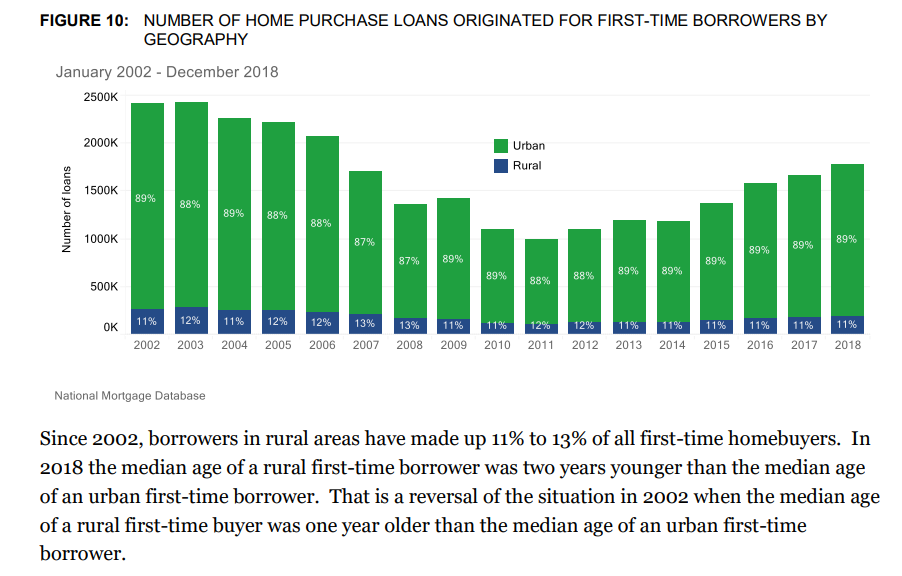 FIGURE 10: NUMBER OF HOME PURCHASE LOANS ORIGINATED FOR FIRST-TIME BORROWERS BY
GEOGRAPHY
January 2002 - December 2018
2500K
2000K
1500K
1000K
500K
0K
Number of loans
Urban
Rural
89% 88% 89% 88% 88% 87% 87% 89% 89% 88% 88% 89% 89% 89% 89% 89% 89%
11% 12% 11% 12% 12% 13% 13% 11% 11% 12% 12% 11% 11% 11% 11% 11% 11%
2002 2003 2004 2005 2006 2007 2008 2009 2010 2011 2012 2013 2014 2015 2016 2017 2018
National Mortgage Database
Since 2002, borrowers in rural areas have made up 11% to 13% of all first-time homebuyers. In
2018 the median age of a rural first-time borrower was two years younger than the median age
of an urban first-time borrower. That is a reversal of the situation in 2002 when the median age
of a rural first-time buyer was one year older than the median age of an urban first-time
borrower.